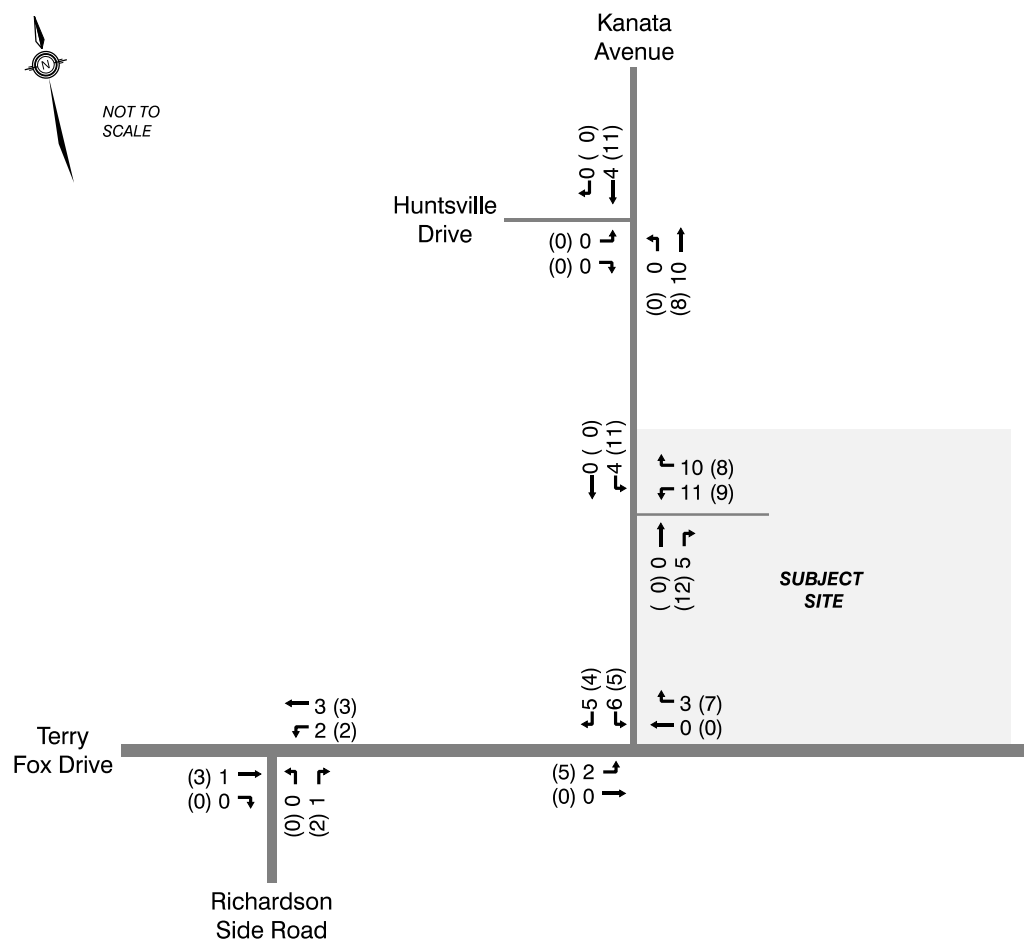 Kanata
Avenue
N
NOT TO
SCALE
0 ( 0)
4 (11)
Huntsville
Drive
(0) 0
(0) 0
(0) 0
(8) 10
0 ( 0)
4 (11)
10 (8)
11 (9)
( 0) 0
(12) 5
SUBJECT
SITE
5 (4)
6 (5)
3 (7)
0 (0)
3 (3)
2 (2)
Terry
Fox Drive
(3) 1
(0) 0
(0) 0
(2) 1
(5) 2
(0) 0
Richardson
Side Road